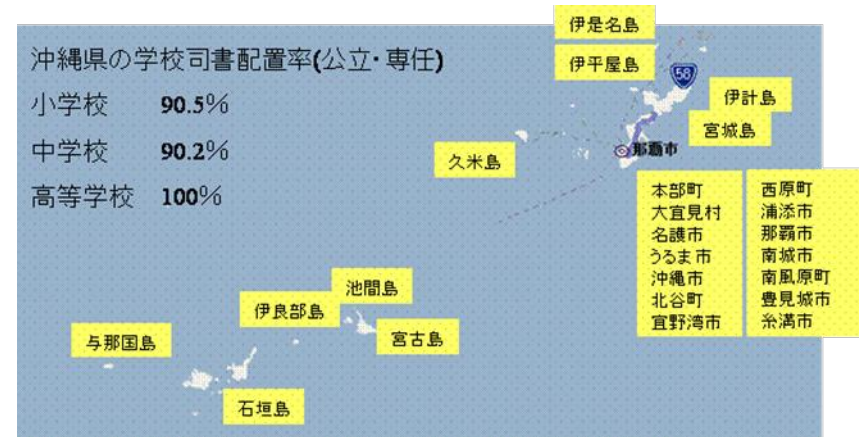 沖縄県の学校司書配置率(公立・専任)
小学校 90.5％
中学校 90.2％
高等学校 100％
伊是名島
伊平屋島
58
伊計島
宮城島
久米島
那覇市
本部町
大宜見村
名護市
うるま市
沖縄市
北谷町
宜野湾市
西原町
浦添市
那覇市
南城市
南風原町
豊見城市
糸満市
池間島
伊良部島
宮古島
与那国島
石垣島